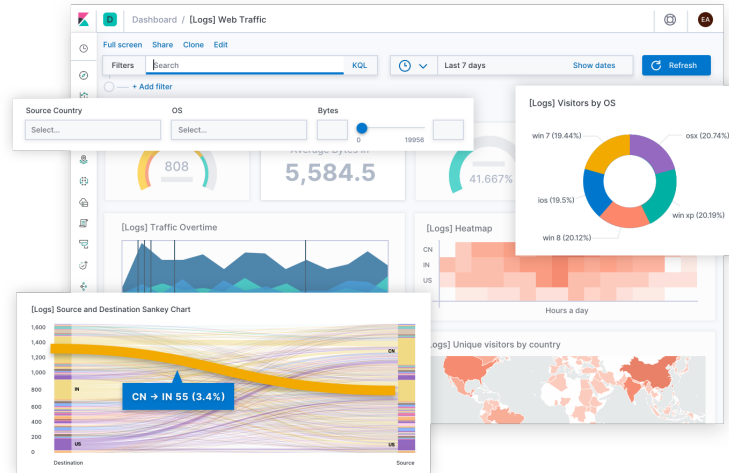 D Dashboard / [Logs] Web Traffic EA
Full screen Share Clone Edit
Filters Search KQL Last 7 days Show dates Refresh
+ Add filter
Source Country OS Bytes
Select... Select... 0 19956
808
5,584.5
41.667%
[Logs] Visitors by OS
win 7 (19.44%)
osx (20.74%)
ios (19.5%)
win xp (20.19%)
win 8 (20.12%)
[Logs] Traffic Overtime
[Logs] Heatmap
CN
IN
US
Hours a day
[Logs] Source and Destination Sankey Chart
1,600
1,400
1,200
1,000
800
600
400
200
0
CN
IN
US
US
CN → IN 55 (3.4%)
Destination
Source
Logs] Unique visitors by country